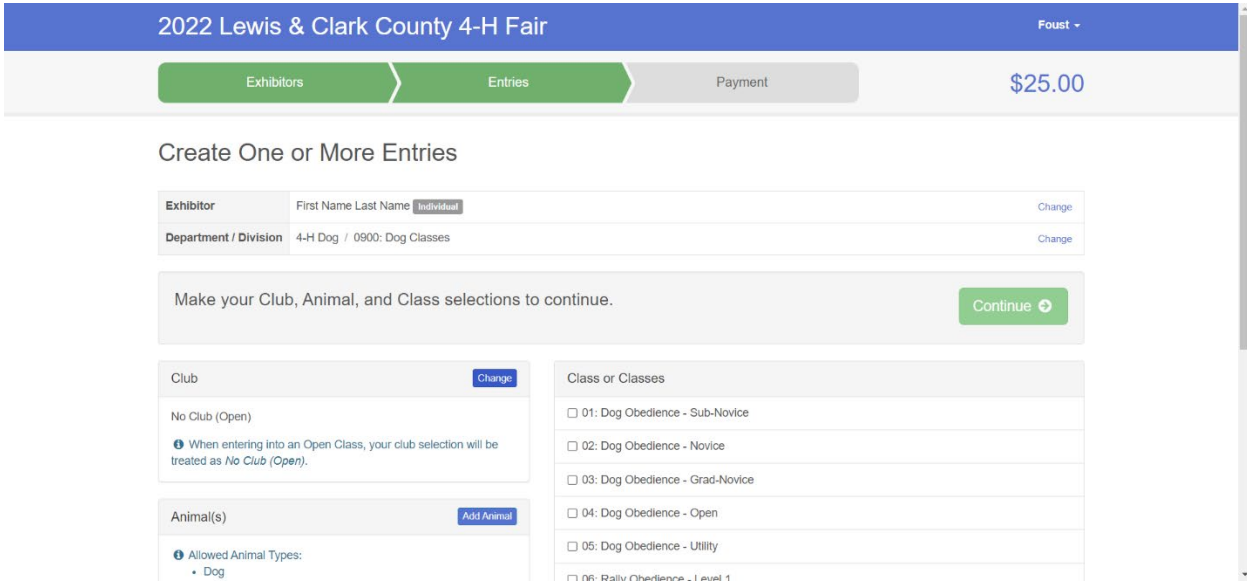 2022 Lewis & Clark County 4-H Fair
Foust
Exhibitors
Entries
Payment
$25.00
Create One or More Entries
Exhibitor First Name Last Name Individual Change
Department / Division 4-H Dog / 0900: Dog Classes Change
Make your Club, Animal, and Class selections to continue.
Continue
Club
Change
No Club (Open)
When entering into an Open Class, your club selection will be
treated as No Club (Open).
Animal(s)
Add Animal
Allowed Animal Types:
• Dog
Class or Classes
01: Dog Obedience - Sub-Novice
02: Dog Obedience - Novice
03: Dog Obedience - Grad-Novice
04: Dog Obedience - Open
05: Dog Obedience - Utility
06: Rally Obedience - Level 1